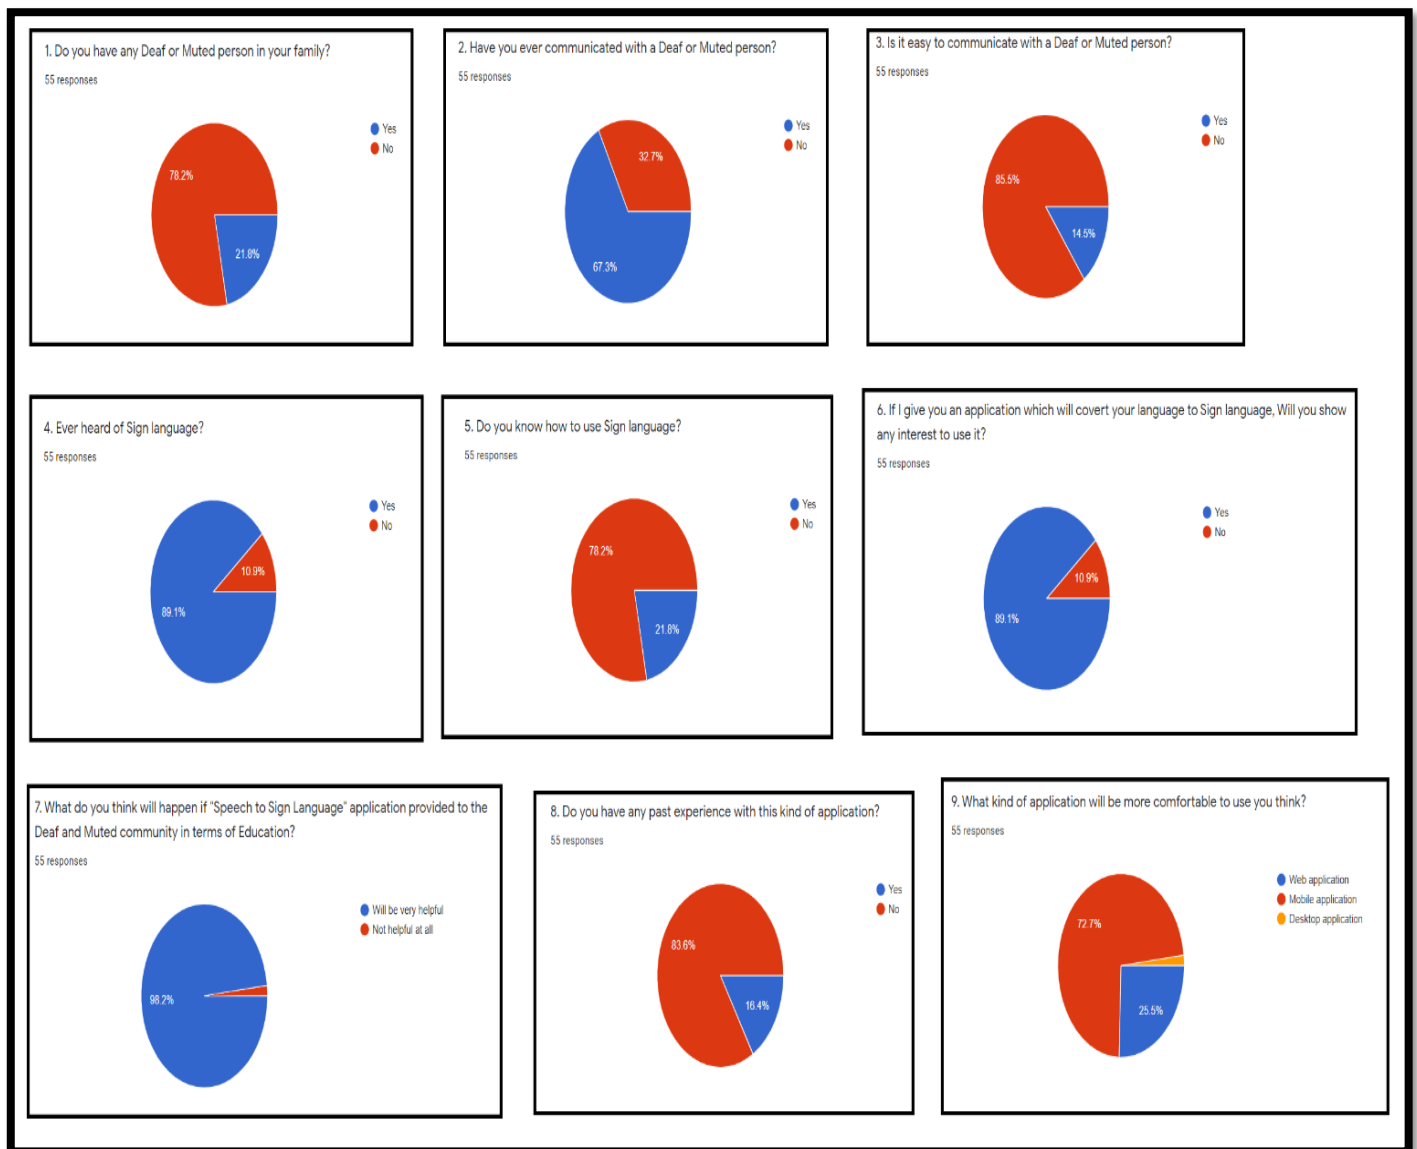 1. Do you have any Deaf or Muted person in your family?
55 responses
Yes
No
78.2%
21.8%
2. Have you ever communicated with a Deaf or Muted person?
55 responses
Yes
No
32.7%
67.3%
3. Is it easy to communicate with a Deaf or Muted person?
55 responses
Yes
No
85.5%
14.5%
4. Ever heard of Sign language?
55 responses
Yes
No
10.9%
89.1%
5. Do you know how to use Sign language?
55 responses
Yes
No
78.2%
21.8%
6. If I give you an application which will covert your language to Sign language, Will you show
any interest to use it?
55 responses
Yes
No
10.9%
89.1%
7. What do you think will happen if "Speech to Sign Language" application provided to the
Deaf and Muted community in terms of Education?
55 responses
Will be very helpful
Not helpful at all
98.2%
8. Do you have any past experience with this kind of application?
55 responses
Yes
No
83.6%
16.4%
9. What kind of application will be more comfortable to use you think?
55 responses
Web application
Mobile application
Desktop application
72.7%
25.5%